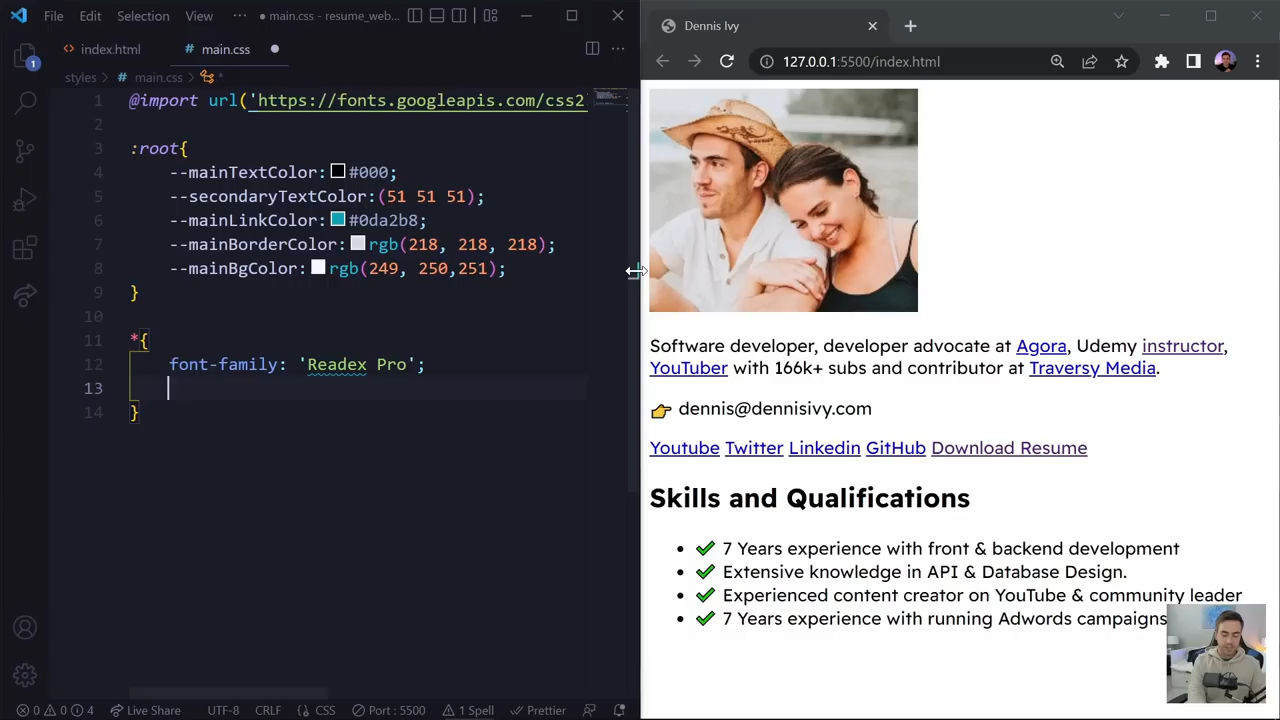 File Edit Selection View ··· main.css - resume_web...
index.html
main.css
styles > main.css > *
1 @import url('https://fonts.googleapis.com/css2
2
3 :root{
4 --mainTextColor:#000;
5 --secondaryTextColor:(51 51 51);
6 --mainLinkColor:#0da2b8;
7 --mainBorderColor:rgb(218, 218, 218);
8 --mainBgColor:rgb(249, 250,251);
9 }
10
11 *{
12 font-family: 'Readex Pro';
13
14 }
1
0 0 4 Live Share UTF-8 CRLF {} CSS Port : 5500 1 Spell Prettier
Dennis Ivy
127.0.0.1:5500/index.html
Software developer, developer advocate at Agora, Udemy instructor,
YouTuber with 166k+ subs and contributor at Traversy Media.
👉 dennis@dennisivy.com
Youtube Twitter Linkedin GitHub Download Resume
Skills and Qualifications
• ✔ 7 Years experience with front & backend development
• ✔ Extensive knowledge in API & Database Design.
• ✔ Experienced content creator on YouTube & community leader
• ✔ 7 Years experience with running Adwords campaigns